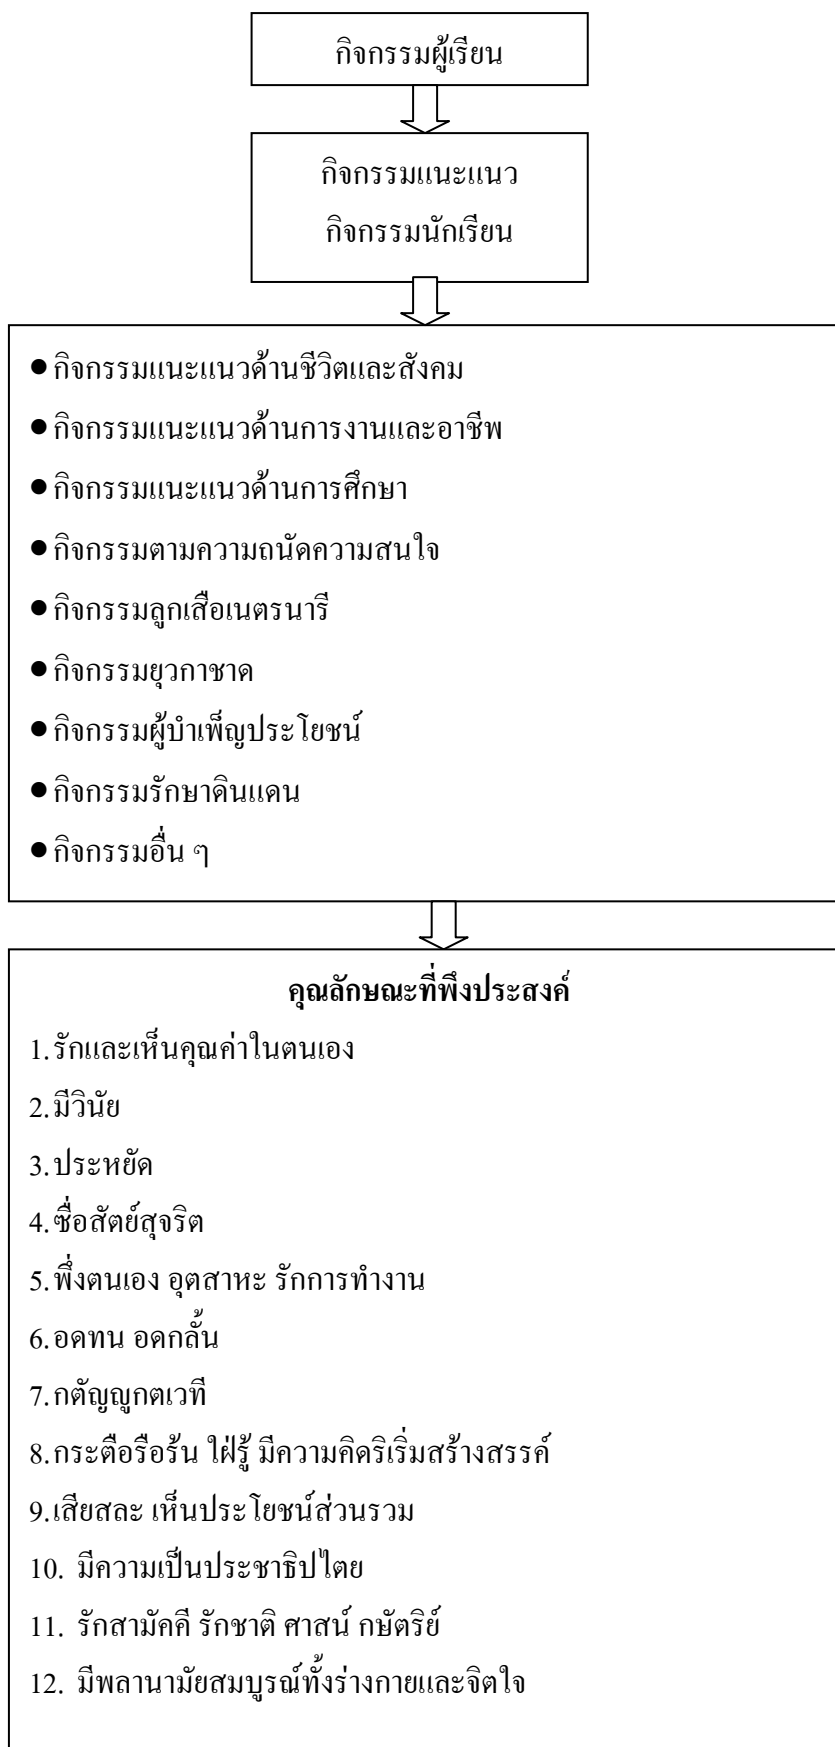 กิจกรรมผู้เรียน
กิจกรรมแนะแนว
กิจกรรมนักเรียน
● กิจกรรมแนะแนวด้านชีวิตและสังคม
● กิจกรรมแนะแนวด้านการงานและอาชีพ
● กิจกรรมแนะแนวด้านการศึกษา
● กิจกรรมตามความถนัดความสนใจ
● กิจกรรมลูกเสือเนตรนารี
● กิจกรรมยุวกาชาด
● กิจกรรมผู้บำเพ็ญประโยชน์
● กิจกรรมรักษาดินแดน
● กิจกรรมอื่น ๆ
คุณลักษณะที่พึงประสงค์
1. รักและเห็นคุณค่าในตนเอง
2. มีวินัย
3. ประหยัด
4. ซื่อสัตย์สุจริต
5. พึ่งตนเอง อุตสาหะ รักการทำงาน
6. อดทน อดกลั้น
7. กตัญญูกตเวที
8. กระตือรือร้น ใฝ่รู้ มีความคิดริเริ่มสร้างสรรค์
9. เสียสละ เห็นประโยชน์ส่วนรวม
10. มีความเป็นประชาธิปไตย
11. รักสามัคคี รักชาติ ศาสน์ กษัตริย์
12. มีพลานามัยสมบูรณ์ทั้งร่างกายและจิตใจ